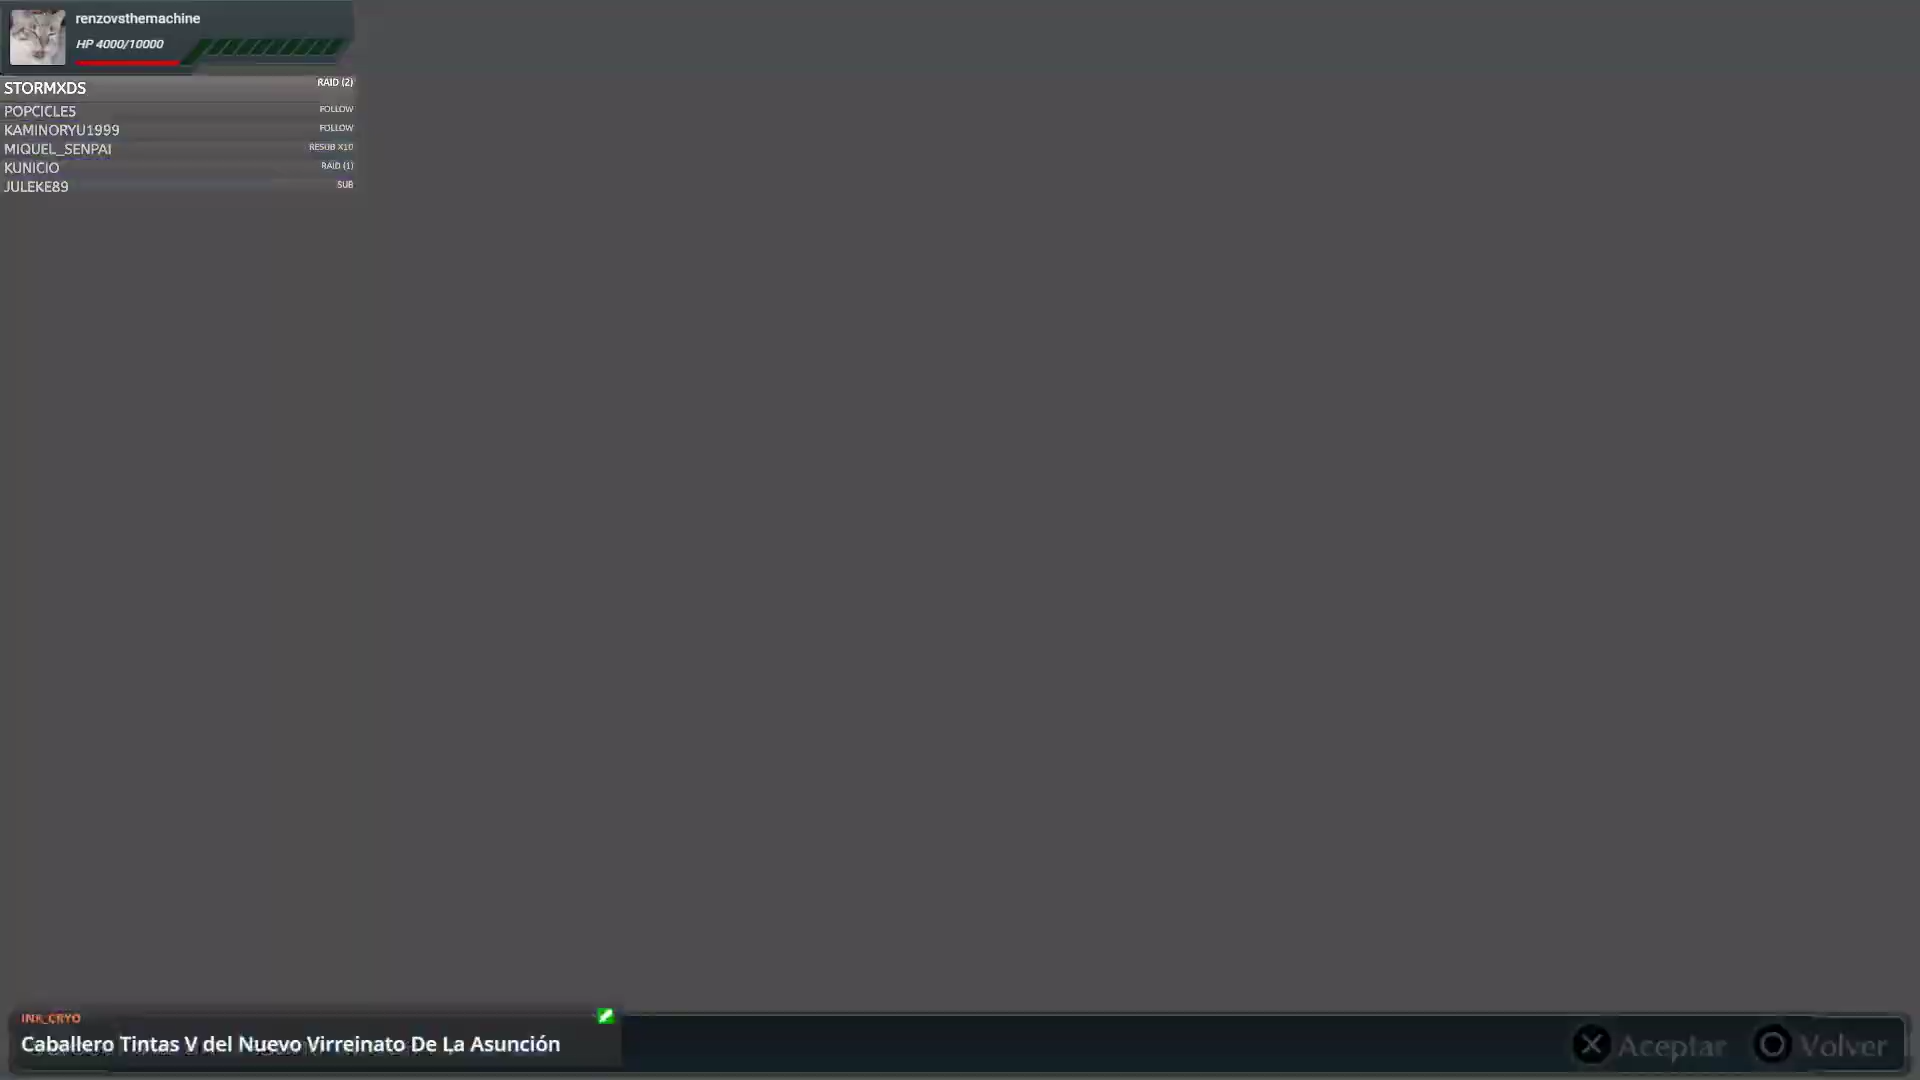 renzovsthemachine
HP 4000/10000
STORMXDS RAID (2)
POPCICLE5 FOLLOW
KAMINORYU1999 FOLLOW
MIQUEL_SENPAI RESUB X10
KUNICIO RAID (1)
JULEKE89 SUB
INK_CRYO
Caballero Tintas V del Nuevo Virreinato De La Asunción
Aceptar Volver